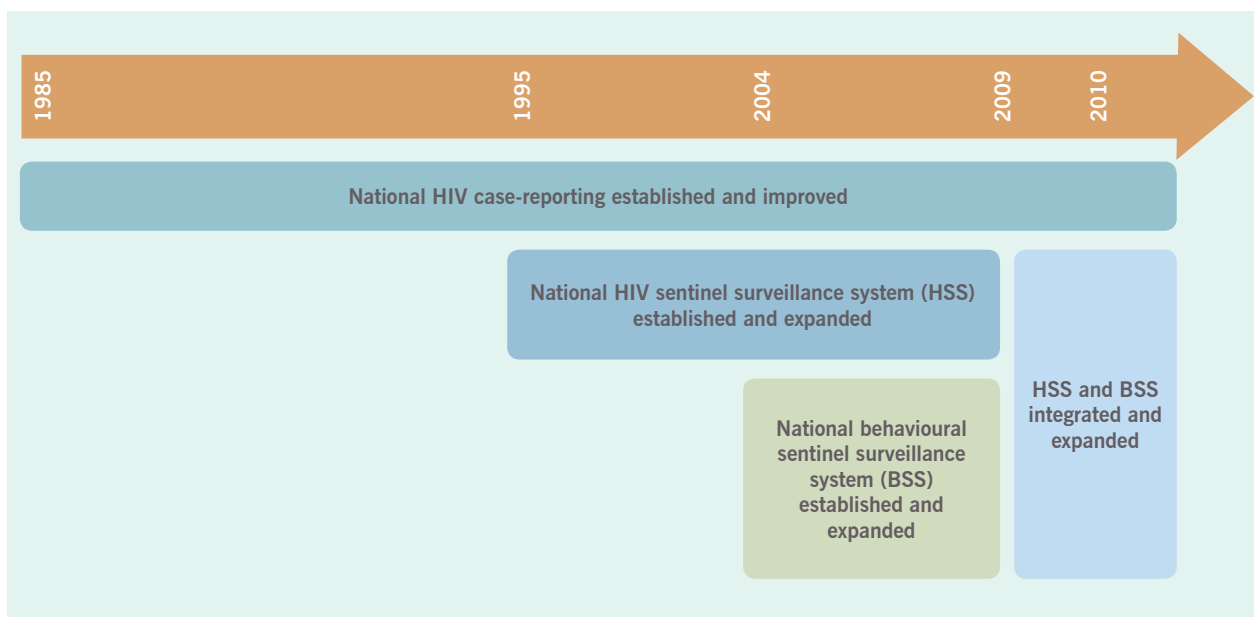 1985
1995
2004
2009
2010
National HIV case-reporting established and improved
National HIV sentinel surveillance system (HSS)
established and expanded
National behavioural
sentinel surveillance
system (BSS)
established and
expanded
HSS and BSS
integrated and
expanded